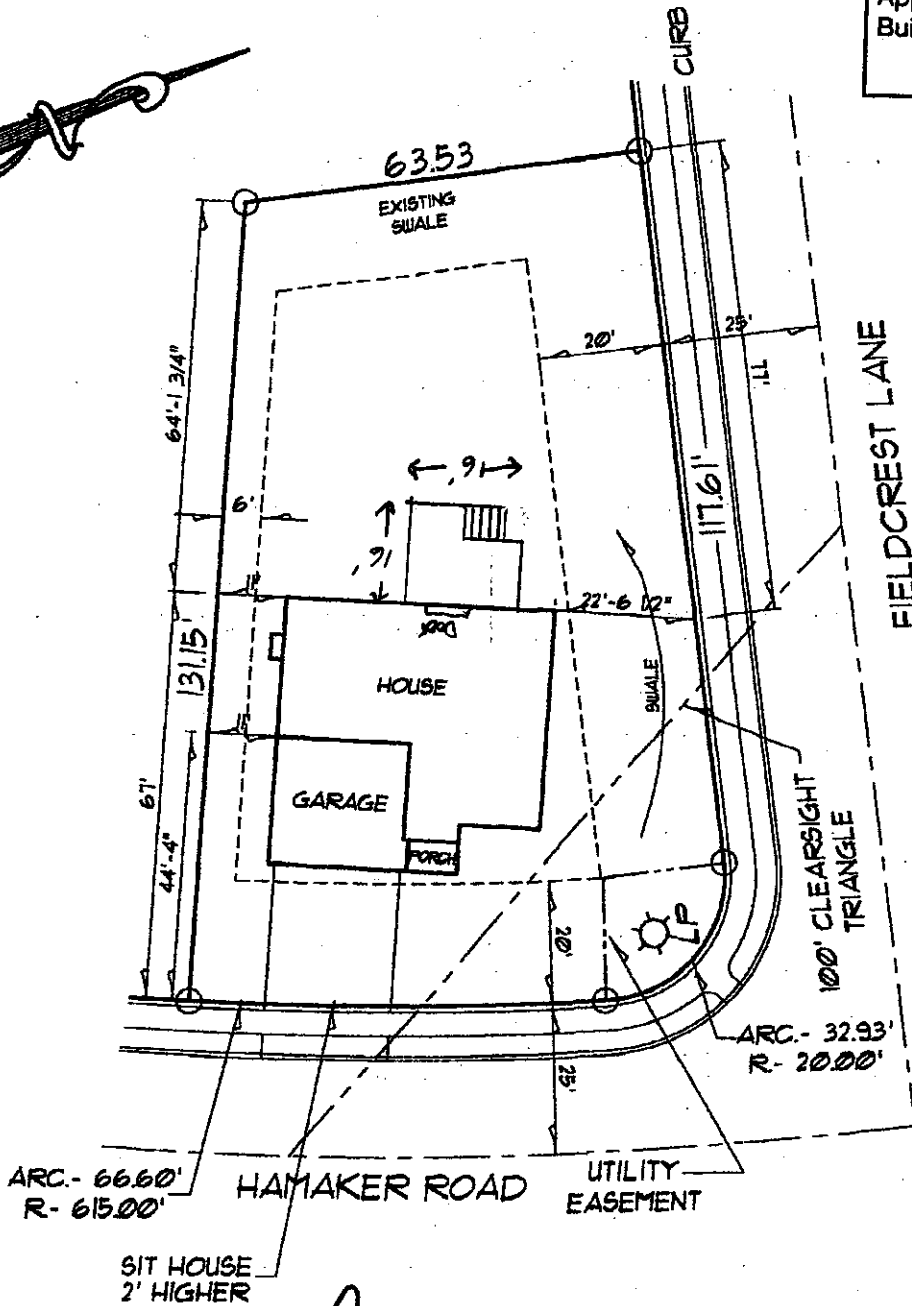 Bui
CURB
63.53
EXISTING
SWALE
64'-1 3/4"
20'
25'
77'
FIELDCREST LANE
16'
6'
16'
117.61'
22'-6 1/2"
131.15'
Door
HOUSE
SWALE
GARAGE
PORCH
67'
44'-4"
20'
LP
100' CLEARSIGHT
TRIANGLE
ARC.- 32.93'
R.- 20.00'
25'
ARC.- 66.60'
R- 615.00'
HAMAKER ROAD
UTILITY
EASEMENT
SIT HOUSE
2' HIGHER